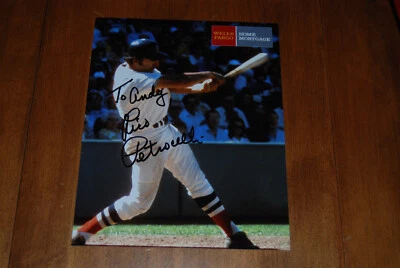 WELLS
FARGO
HOME
MORTGAGE
To Andy
Rico
Petrocelli